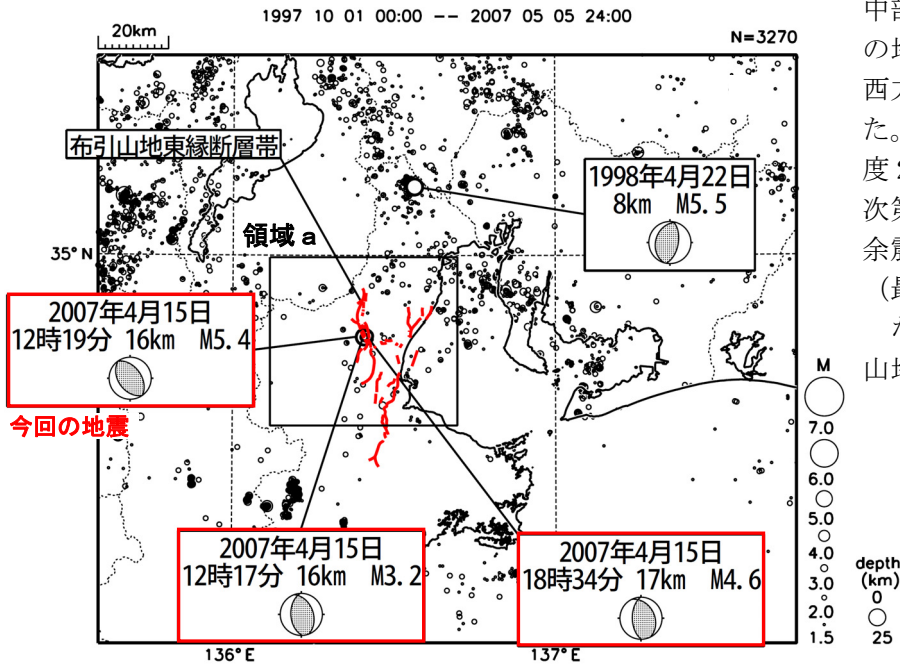 1997 10 01 00:00 -- 2007 05 05 24:00
20km
N=3270
布引山地東縁断層帯
1998年4月22日
8km M5.5
領域a
35°N
2007年4月15日
12時19分 16km M5.4
今回の地震
2007年4月15日
12時17分 16km M3.2
2007年4月15日
18時34分 17km M4.6
136°E
137°E
M
7.0
6.0
5.0
4.0
3.0
2.0
1.5
depth
(km)
0
25
中部
の地
西方
た。
度2
次第
余震
(最
山地